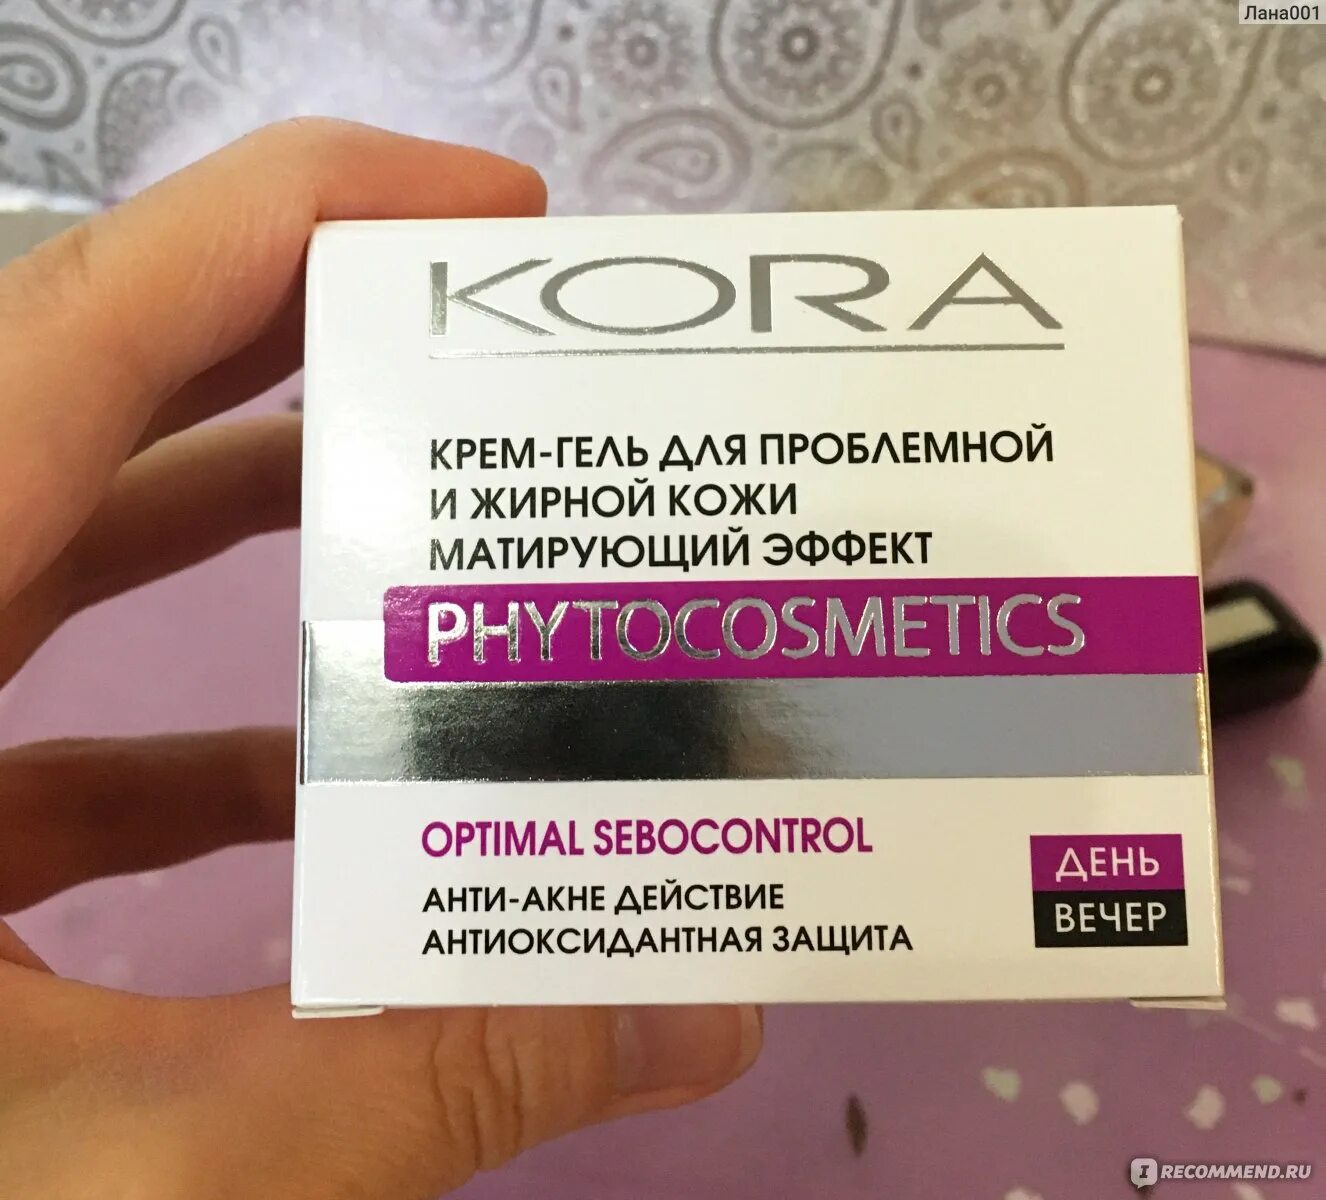 Лана001
KORA
КРЕМ-ГЕЛЬ ДЛЯ ПРОБЛЕМНОЙ
И ЖИРНОЙ КОЖИ
МАТИРУЮЩИЙ ЭФФЕКТ
PHYTOCOSMETICS
OPTIMAL SEBOCONTROL
АНТИ-АКНЕ ДЕЙСТВИЕ
АНТИОКСИДАНТНАЯ ЗАЩИТА
ДЕНЬ
ВЕЧЕР
IRECOMMEND.RU